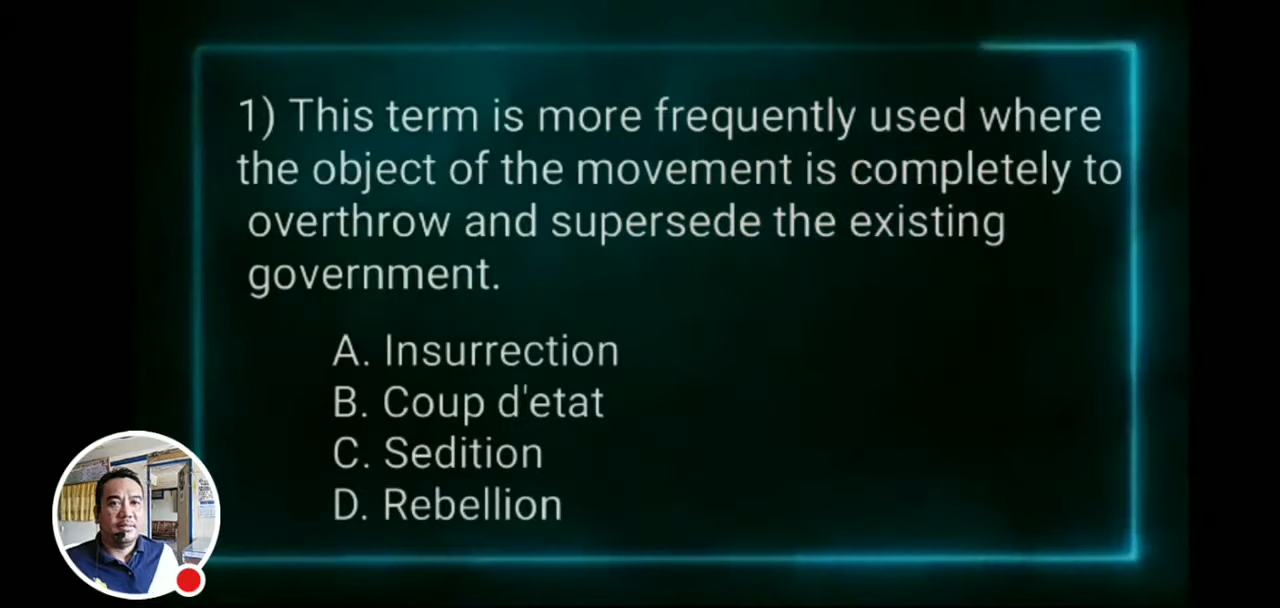 1) This term is more frequently used where
the object of the movement is completely to
overthrow and supersede the existing
government.
A. Insurrection
B. Coup d'etat
C. Sedition
D. Rebellion